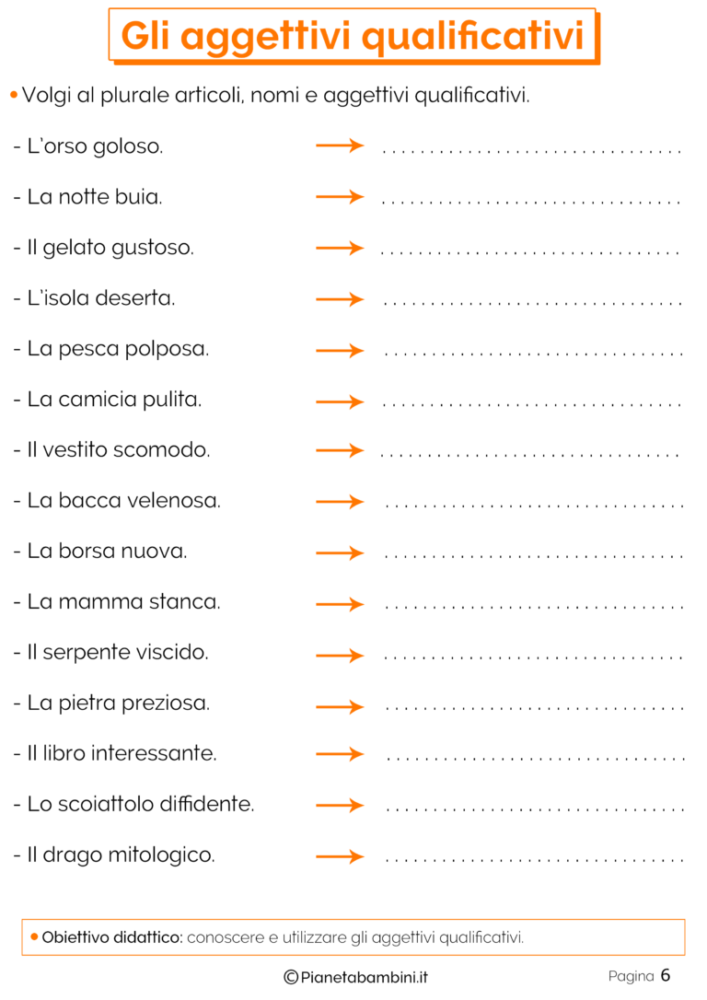 Gli aggettivi qualificativi
• Volgi al plurale articoli, nomi e aggettivi qualificativi.
- L'orso goloso. ................................
- La notte buia. ................................
- Il gelato gustoso. ................................
- L'isola deserta. ................................
- La pesca polposa. ................................
- La camicia pulita. ................................
- Il vestito scomodo. ................................
- La bacca velenosa. ................................
- La borsa nuova. ................................
- La mamma stanca. ................................
- Il serpente viscido. ................................
- La pietra preziosa. ................................
- Il libro interessante. ................................
- Lo scoiattolo diffidente. ................................
- Il drago mitologico. ................................
• Obiettivo didattico: conoscere e utilizzare gli aggettivi qualificativi.
©Pianetabambini.it
Pagina 6